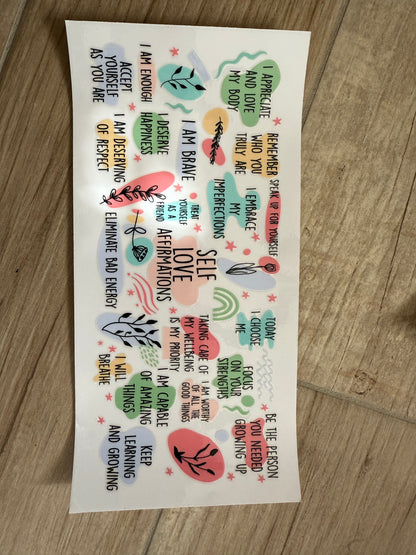 I APPRECIATE
AND LOVE
MY BODY
I AM ENOUGH
ACCEPT
YOURSELF
AS YOU ARE
REMEMBER
WHO YOU
TRULY ARE
I AM BRAVE
I DESERVE
HAPPINESS
I AM DESERVING
OF RESPECT
SPEAK UP FOR YOURSELF
I EMBRACE
MY
IMPERFECTIONS
TREAT
YOURSELF
AS A
FRIEND
SELF
LOVE
AFFIRMATIONS
ELIMINATE BAD ENERGY
TODAY
I CHOOSE
ME
TAKING CARE OF
MY WELLBEING
IS MY PRIORITY
FOCUS
ON YOUR
STRENGTHS
I AM WORTHY
OF ALL THE
GOOD THINGS
I AM CAPABLE
OF AMAZING
THINGS
I WILL
BREATHE
BE THE PERSON
YOU NEEDED
GROWING UP
KEEP
LEARNING
AND GROWING